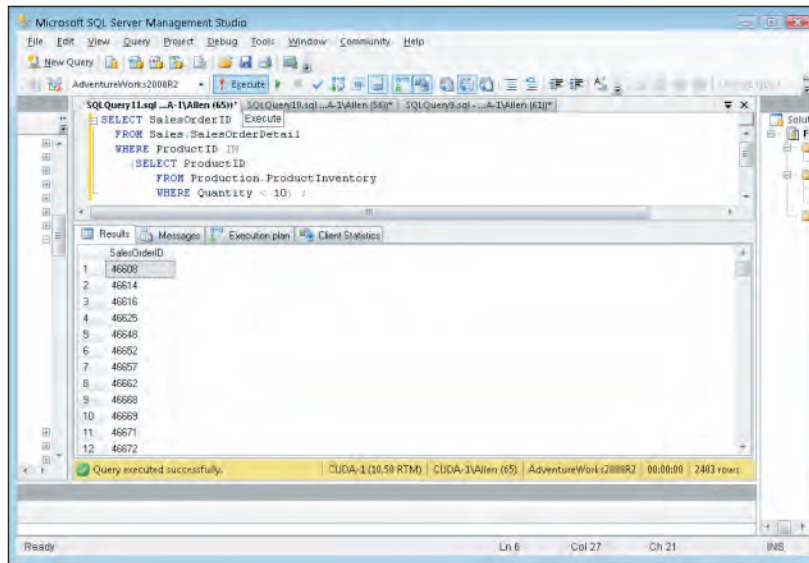 Microsoft SQL Server Management Studio
File Edit View Query Project Debug Tools Window Community Help
New Query
AdventureWorks2008R2 Execute
SQLQuery11.sql ...A-1\Allen (65))* SQLQuery10.sql ...A-1\Allen (56))* SQLQuery9.sql - ...A-1\Allen (61))*
SELECT SalesOrderID
Execute
FROM Sales.SalesOrderDetail
WHERE ProductID IN
(SELECT ProductID
FROM Production.ProductInventory
WHERE Quantity < 10) ;
Solut
Results Messages Execution plan Client Statistics
SalesOrderID
1 46608
2 46614
3 46616
4 46625
5 46648
6 46652
7 46657
8 46662
9 46668
10 46669
11 46671
12 46672
Query executed successfully. CUDA-1 (10.50 RTM) CUDA-1\Allen (65) AdventureWorks2008R2 00:00:00 2403 rows
Ready Ln 6 Col 27 Ch 21 INS